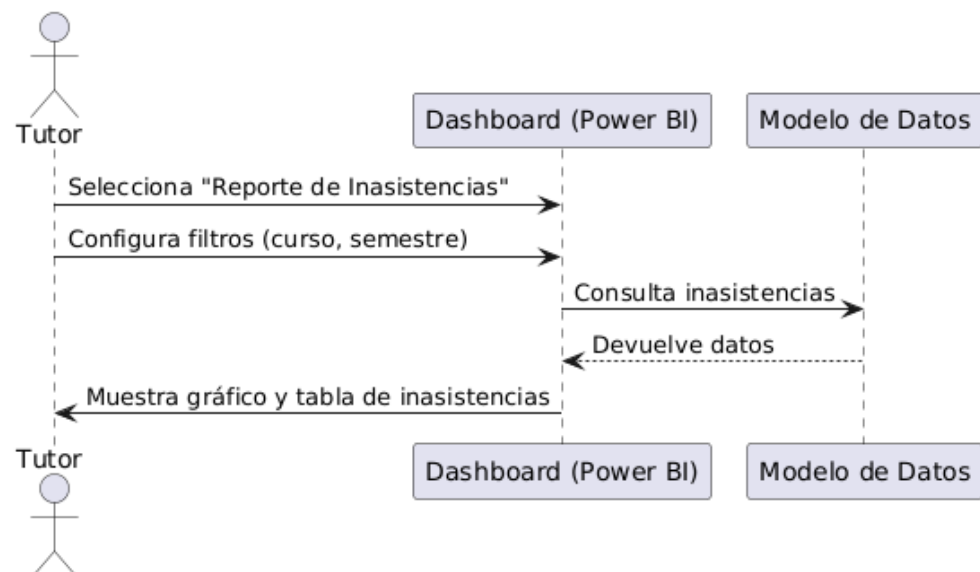 Tutor
Dashboard (Power BI)
Modelo de Datos
Selecciona "Reporte de Inasistencias"
Configura filtros (curso, semestre)
Consulta inasistencias
Devuelve datos
Muestra gráfico y tabla de inasistencias
Tutor
Dashboard (Power BI)
Modelo de Datos